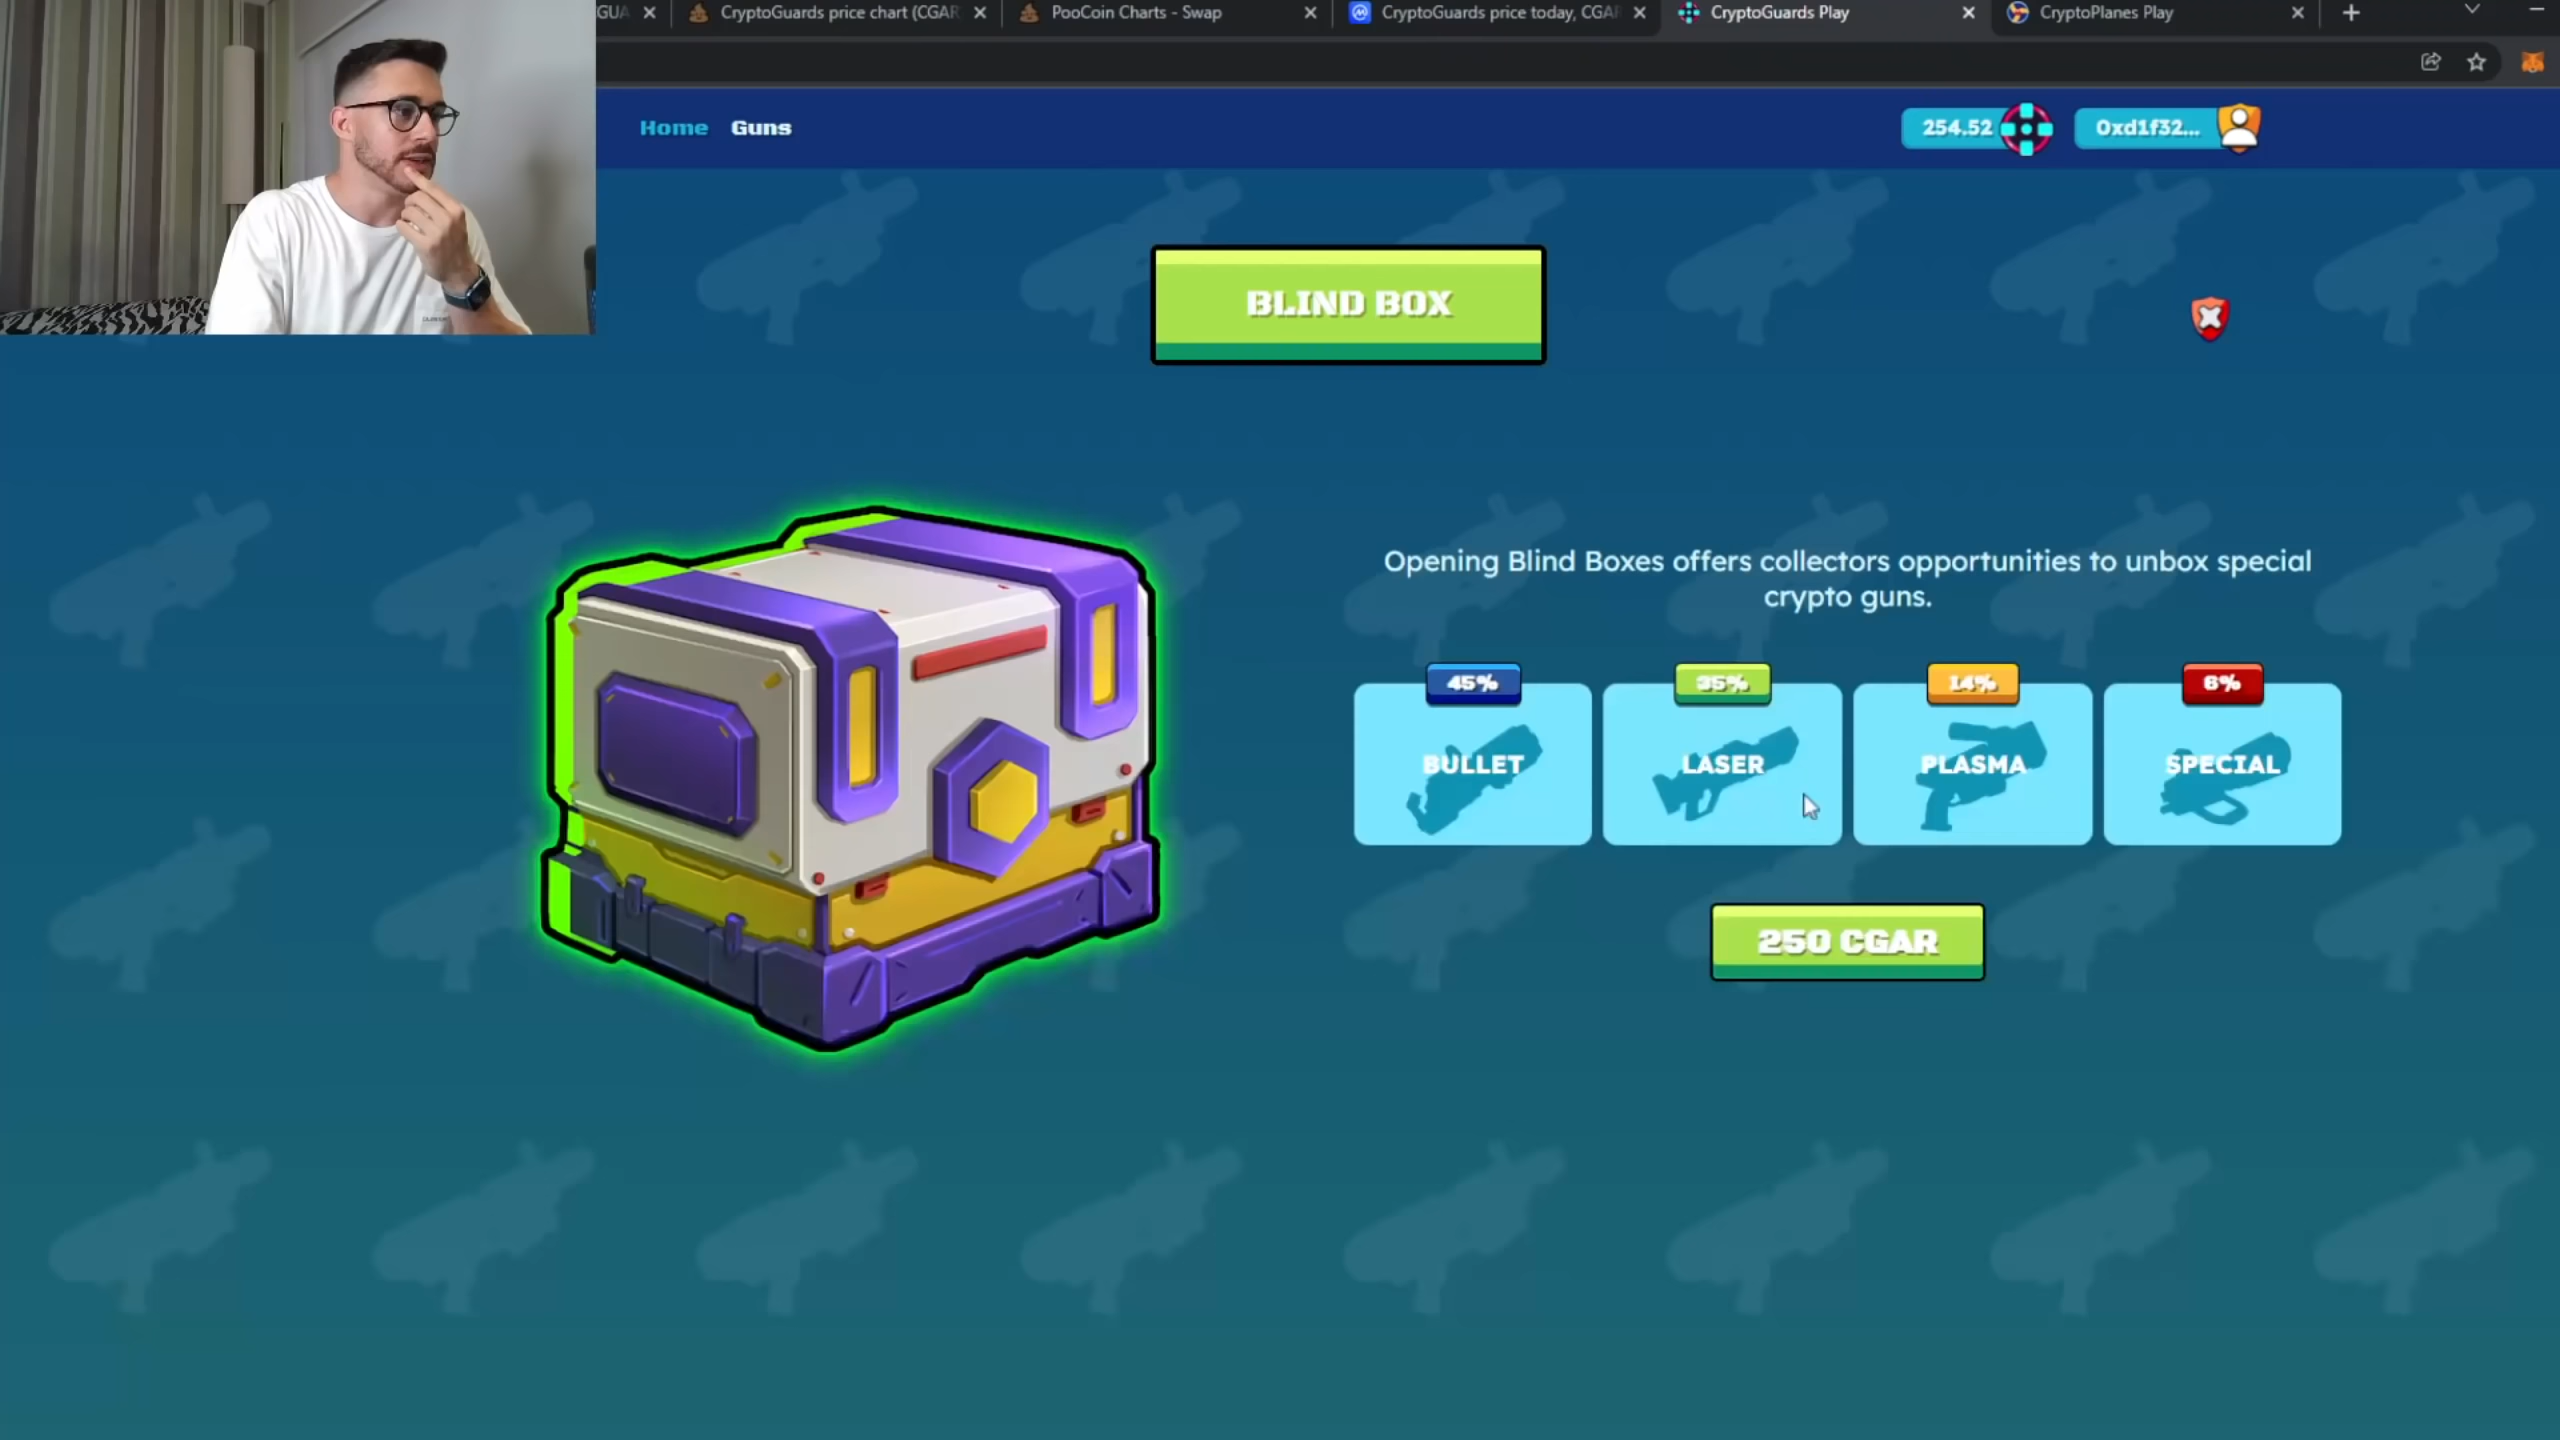 GUA
CryptoGuards price chart (CGAR
PooCoin Charts - Swap
CryptoGuards price today, CGAR
CryptoGuards Play
CryptoPlanes Play
Home
Guns
254.52
0xd1f32...
BLIND BOX
Opening Blind Boxes offers collectors opportunities to unbox special
crypto guns.
45%
35%
14%
6%
BULLET
LASER
PLASMA
SPECIAL
250 CGAR